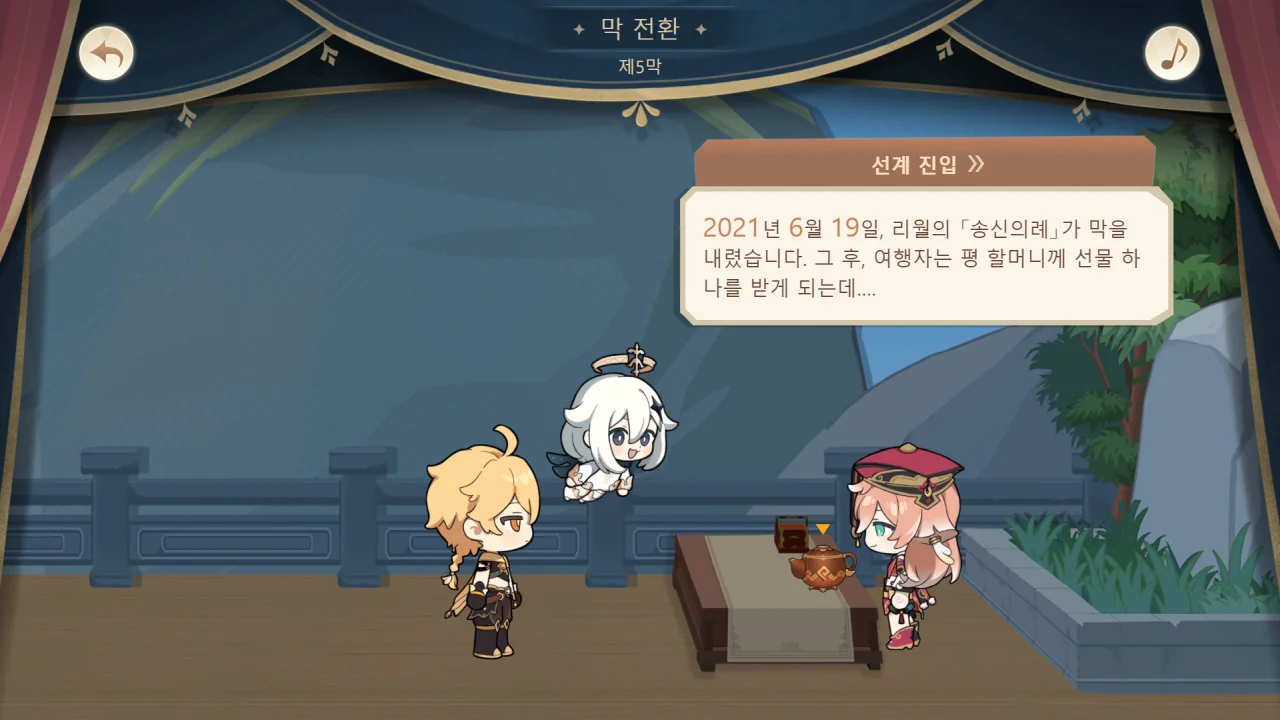 막 전환
제5막
선계 진입
2021년 6월 19일, 리월의 「송신의례」가 막을
내렸습니다. 그 후, 여행자는 평 할머니께 선물 하
나를 받게 되는데....